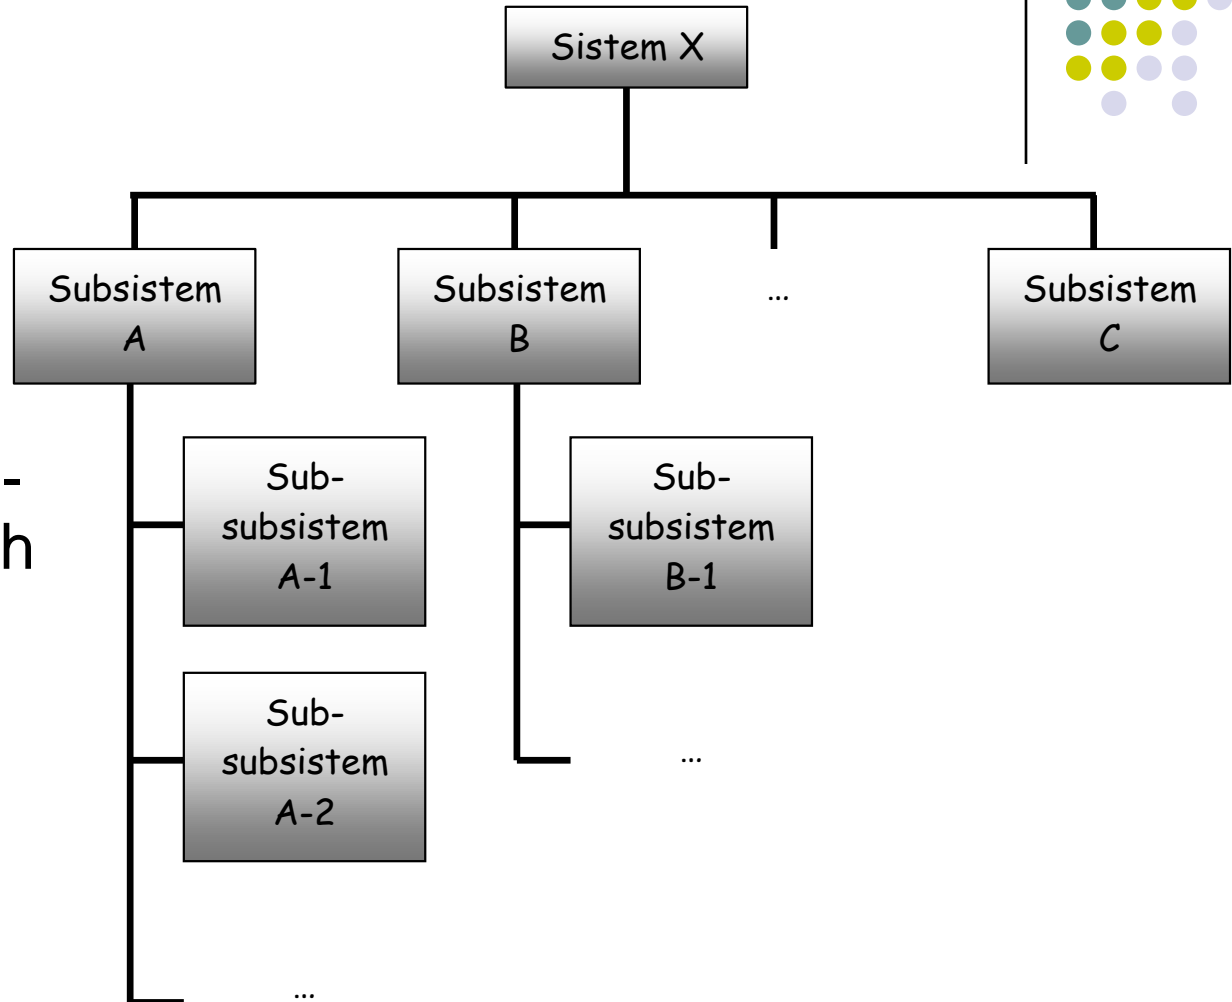 Sistem X
Subsistem
A
Subsistem
B
...
Subsistem
C
-
h
Sub-
subsistem
A-1
Sub-
subsistem
B-1
Sub-
subsistem
A-2
...
...